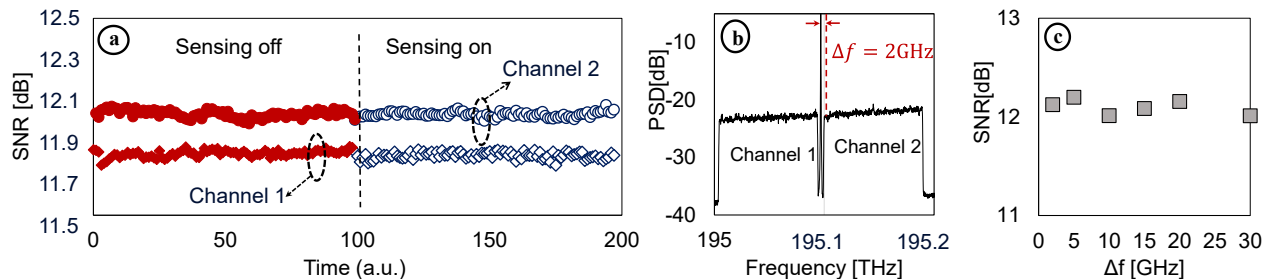 a
Sensing off
Sensing on
Channel 2
Channel 1
SNR [dB]
12.5
12.3
12.1
11.9
11.7
11.5
0
50
100
150
200
Time (a.u.)
b
Δf = 2GHz
Channel 1
Channel 2
PSD[dB]
-5
-20
-30
-40
195
195.1
195.2
Frequency [THz]
c
SNR[dB]
13
12
11
0
5
10
15
20
25
30
Δf [GHz]